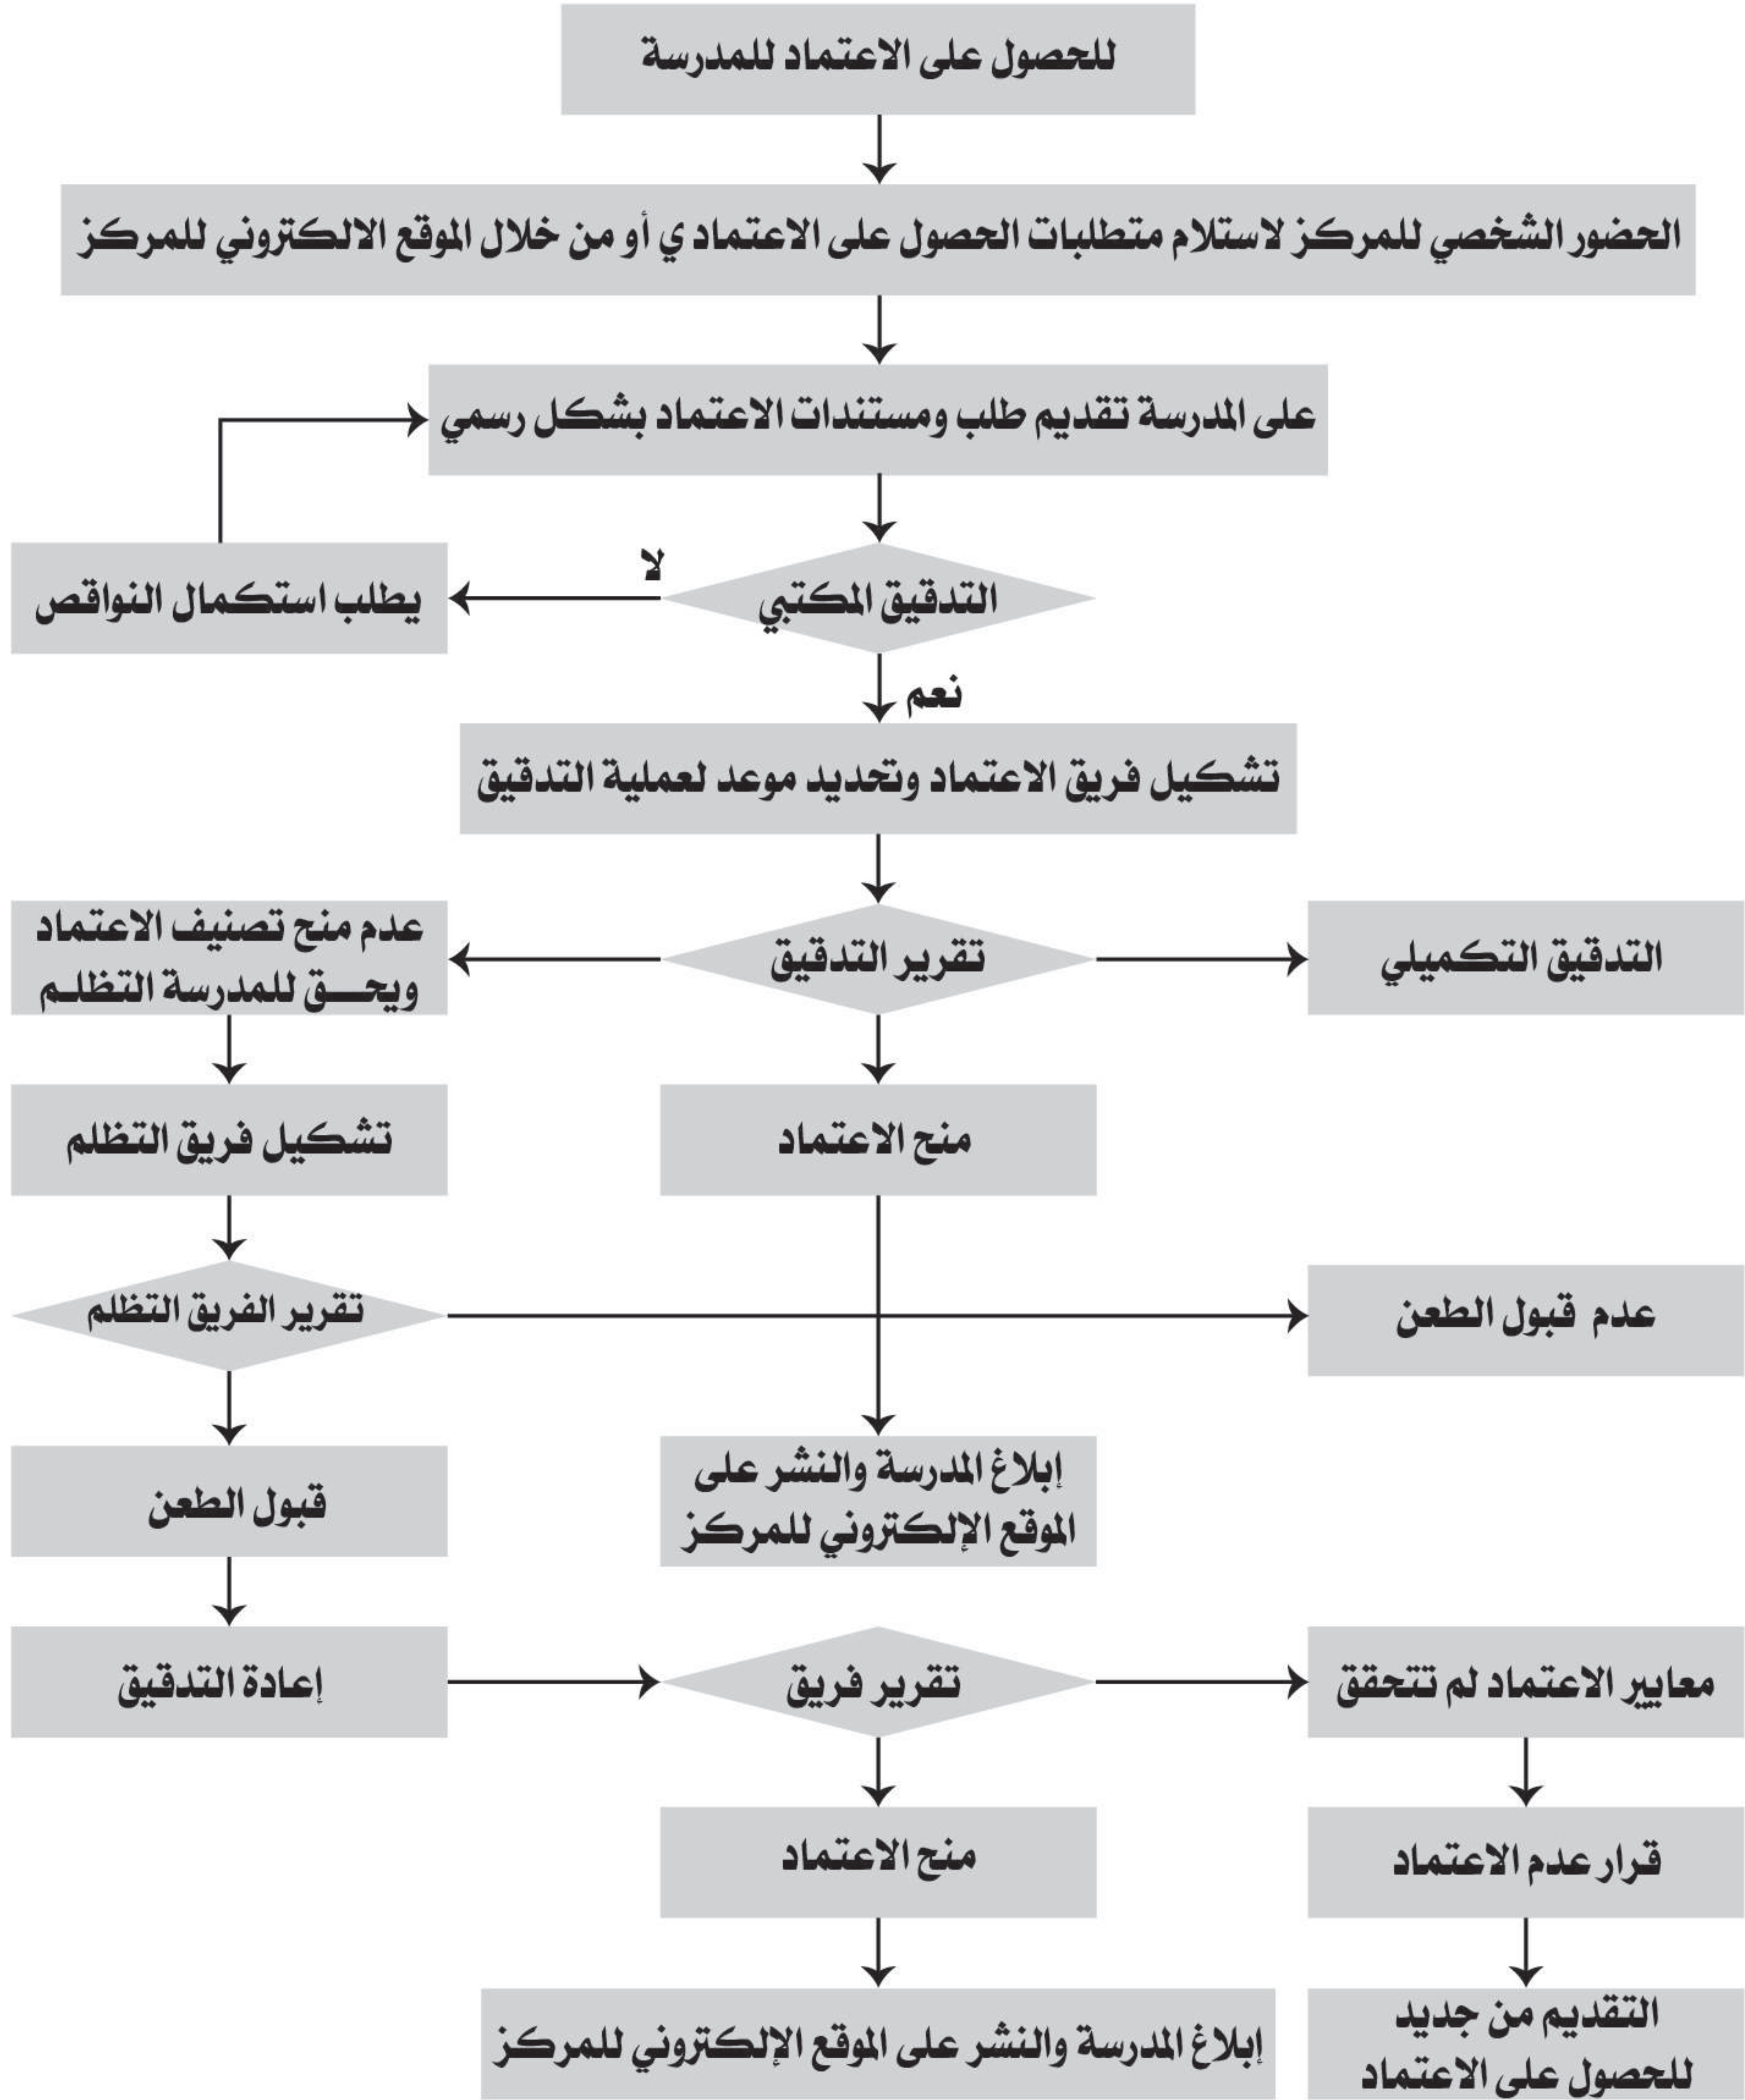 للحصول على الاعتماد للمدرسة
الحضور الشخصي للمركز لاستلام متطلبات الحصول على الاعتماد ي أو من خلال الموقع الالكتروني للمركز
على المدرسة تقديم طلب ومستندات الاعتماد بشكل رسمي
التدقيق المكتبي
لا
يطلب استكمال النواقص
نعم
تشكيل فريق الاعتماد وتحديد موعد لعملية التدقيق
التدقيق التكميلي
تقرير التدقيق
عدم منح تصنيف الاعتماد
ويحـــق للمدرسة التظلـم
منح الاعتماد
تشكيل فريق التظلم
عدم قبول الطعن
تقرير الفريق التظلم
إبلاغ المدرسة والنشر على
الموقع الإلكتروني للمركز
قبول الطعن
معايير الاعتماد لم تتحقق
تقرير فريق
إعادة التدقيق
قرار عدم الاعتماد
منح الاعتماد
التقديم من جديد
للحصول على الاعتماد
إبلاغ المدرسة والنشر على الموقع الإلكتروني للمركز